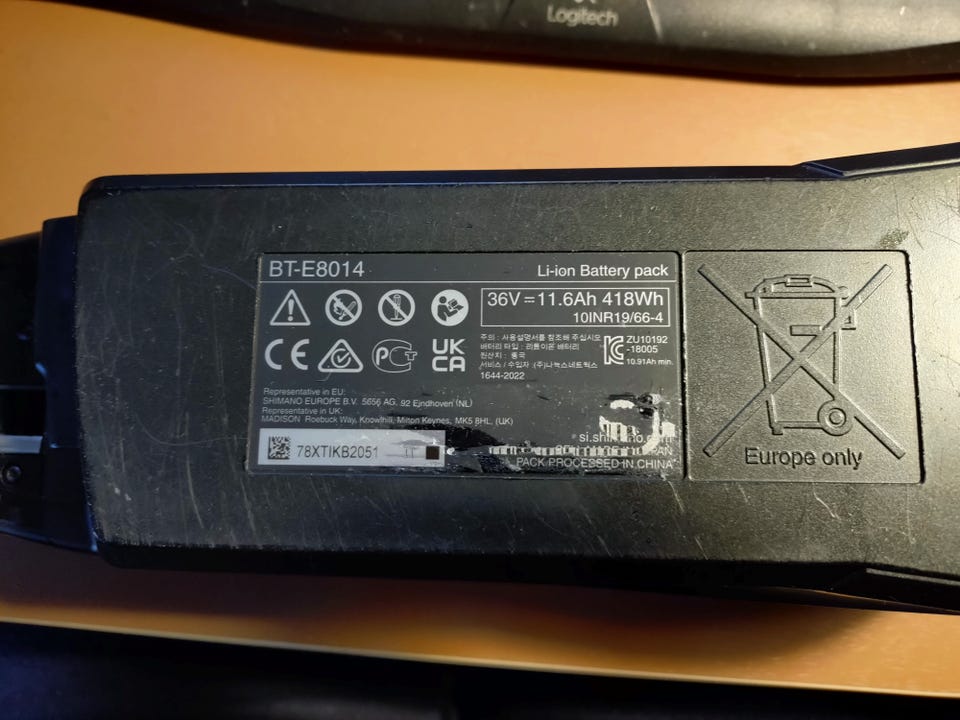 Logitech
BT-E8014
Li-ion Battery pack
36V⎓11.6Ah 418Wh
10INR19/66-4
CE
PCT
UK
CA
주의 : 사용설명서를 참조해 주십시오
배터리 타입 : 리튬이온 배터리
원산지 : 중국
서비스 / 수입자 : (주)나눅스네트웍스
1644-2022
ZU10192
-18005
10.91Ah min.
Representative in EU:
SHIMANO EUROPE B.V. 5656 AG, 92 Eindhoven (NL)
Representative in UK:
MADISON Roebuck Way, Knowlhill, Milton Keynes, MK5 8HL, (UK)
78XTIKB2051
PACK PROCESSED IN CHINA
Europe only